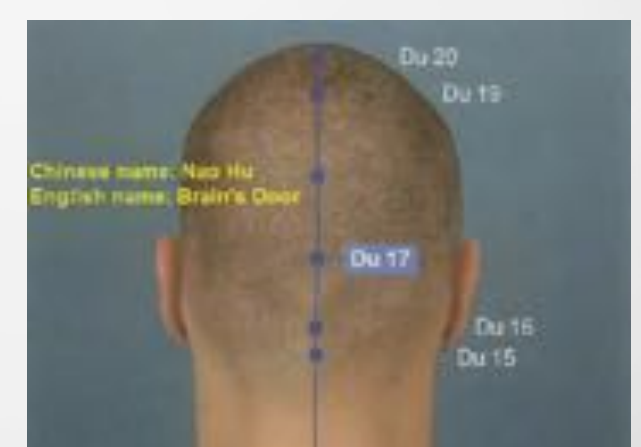 Du 20
Du 19
Chinese name: Nao Hu
English name: Brain's Door
Du 17
Du 16
Du 15